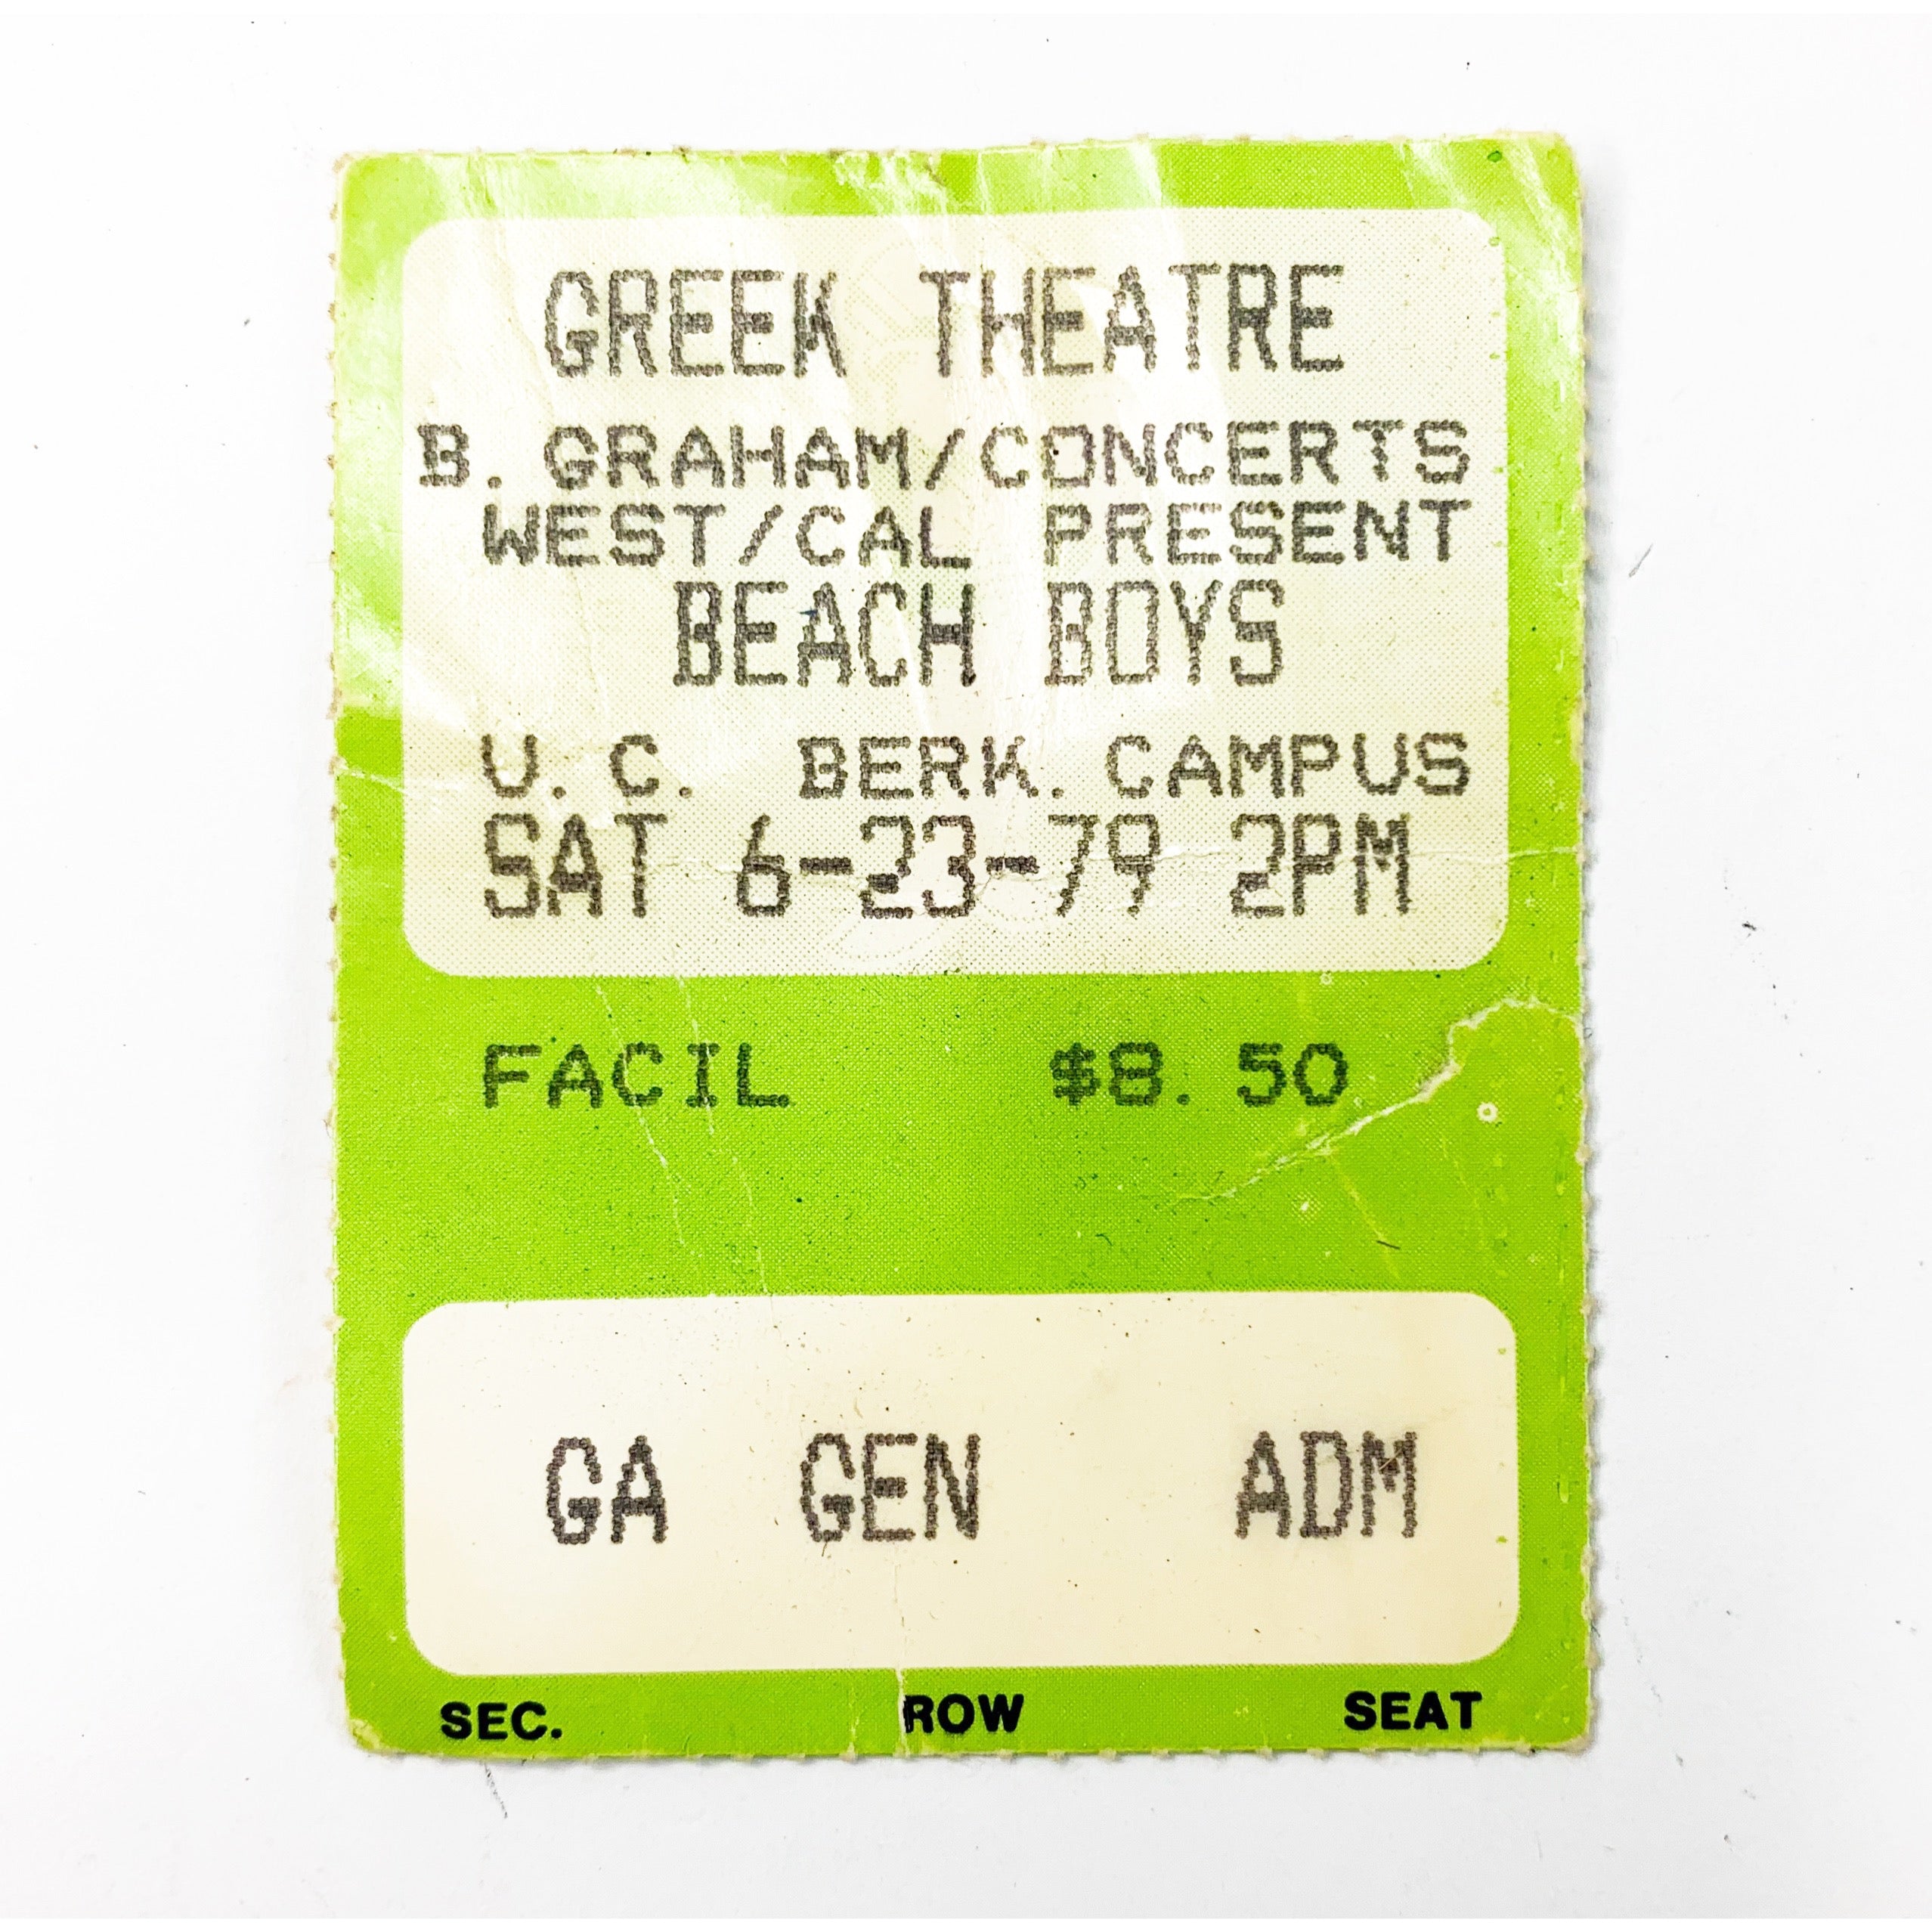 GREEK THEATRE
B. GRAHAM/CONCERTS
WEST/CAL PRESENT
BEACH BOYS
U. C. BERK. CAMPUS
SAT 6-23-79 2PM
FACIL $8. 50
GA GEN ADM
SEC. ROW SEAT